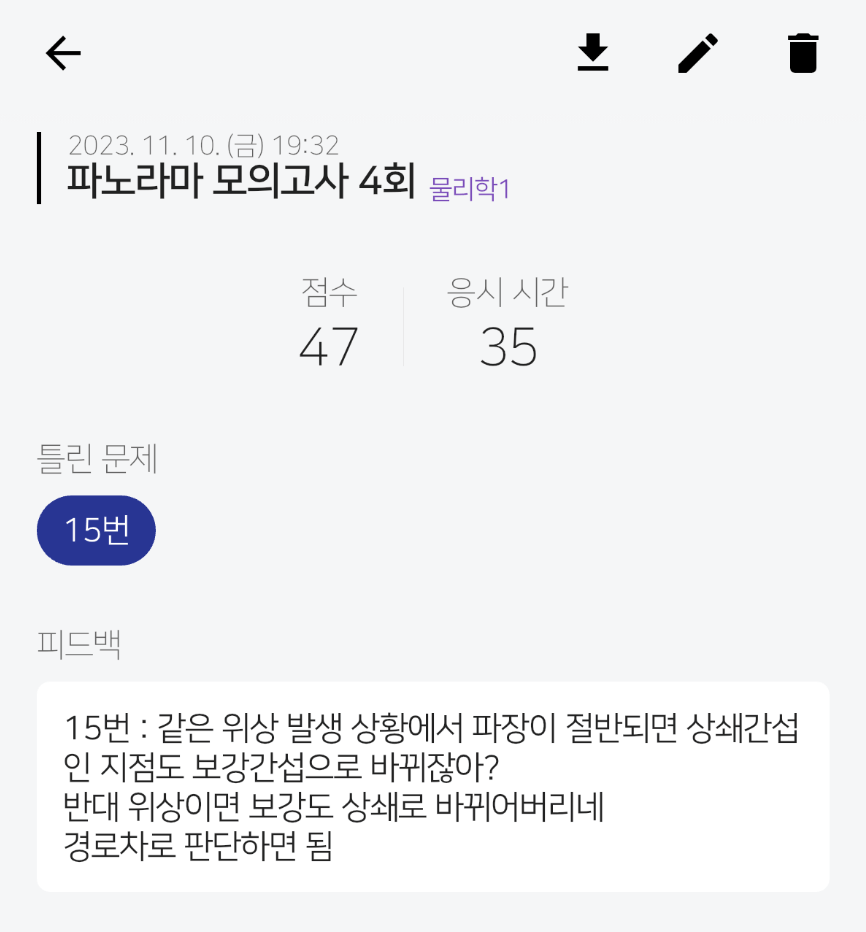 2023. 11. 10. (금) 19:32
파노라마 모의고사 4회 물리학1
점수 응시 시간
47 35
틀린 문제
15번
피드백
15번 : 같은 위상 발생 상황에서 파장이 절반되면 상쇄간섭
인 지점도 보강간섭으로 바뀌잖아?
반대 위상이면 보강도 상쇄로 바뀌어버리네
경로차로 판단하면 됨